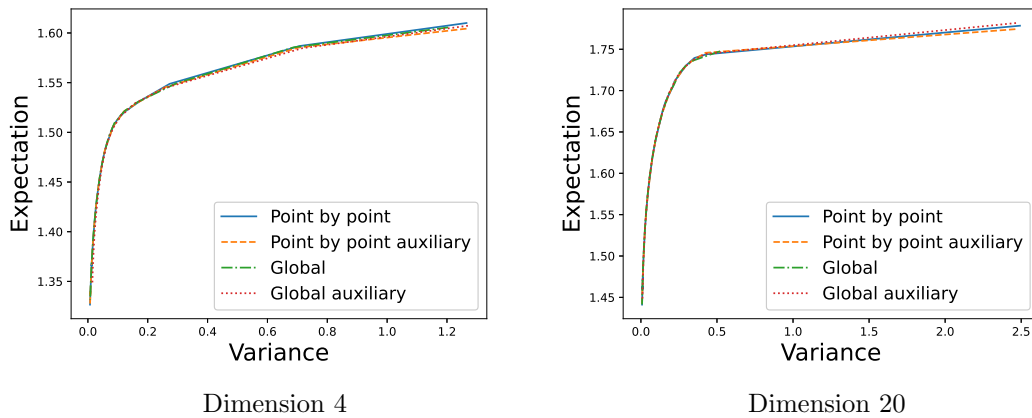 Expectation
1.60
1.55
1.50
1.45
1.40
1.35
0.0 0.2 0.4 0.6 0.8 1.0 1.2
Variance
Point by point
Point by point auxiliary
Global
Global auxiliary
Dimension 4
Expectation
1.75
1.70
1.65
1.60
1.55
1.50
1.45
0.0 0.5 1.0 1.5 2.0 2.5
Variance
Point by point
Point by point auxiliary
Global
Global auxiliary
Dimension 20